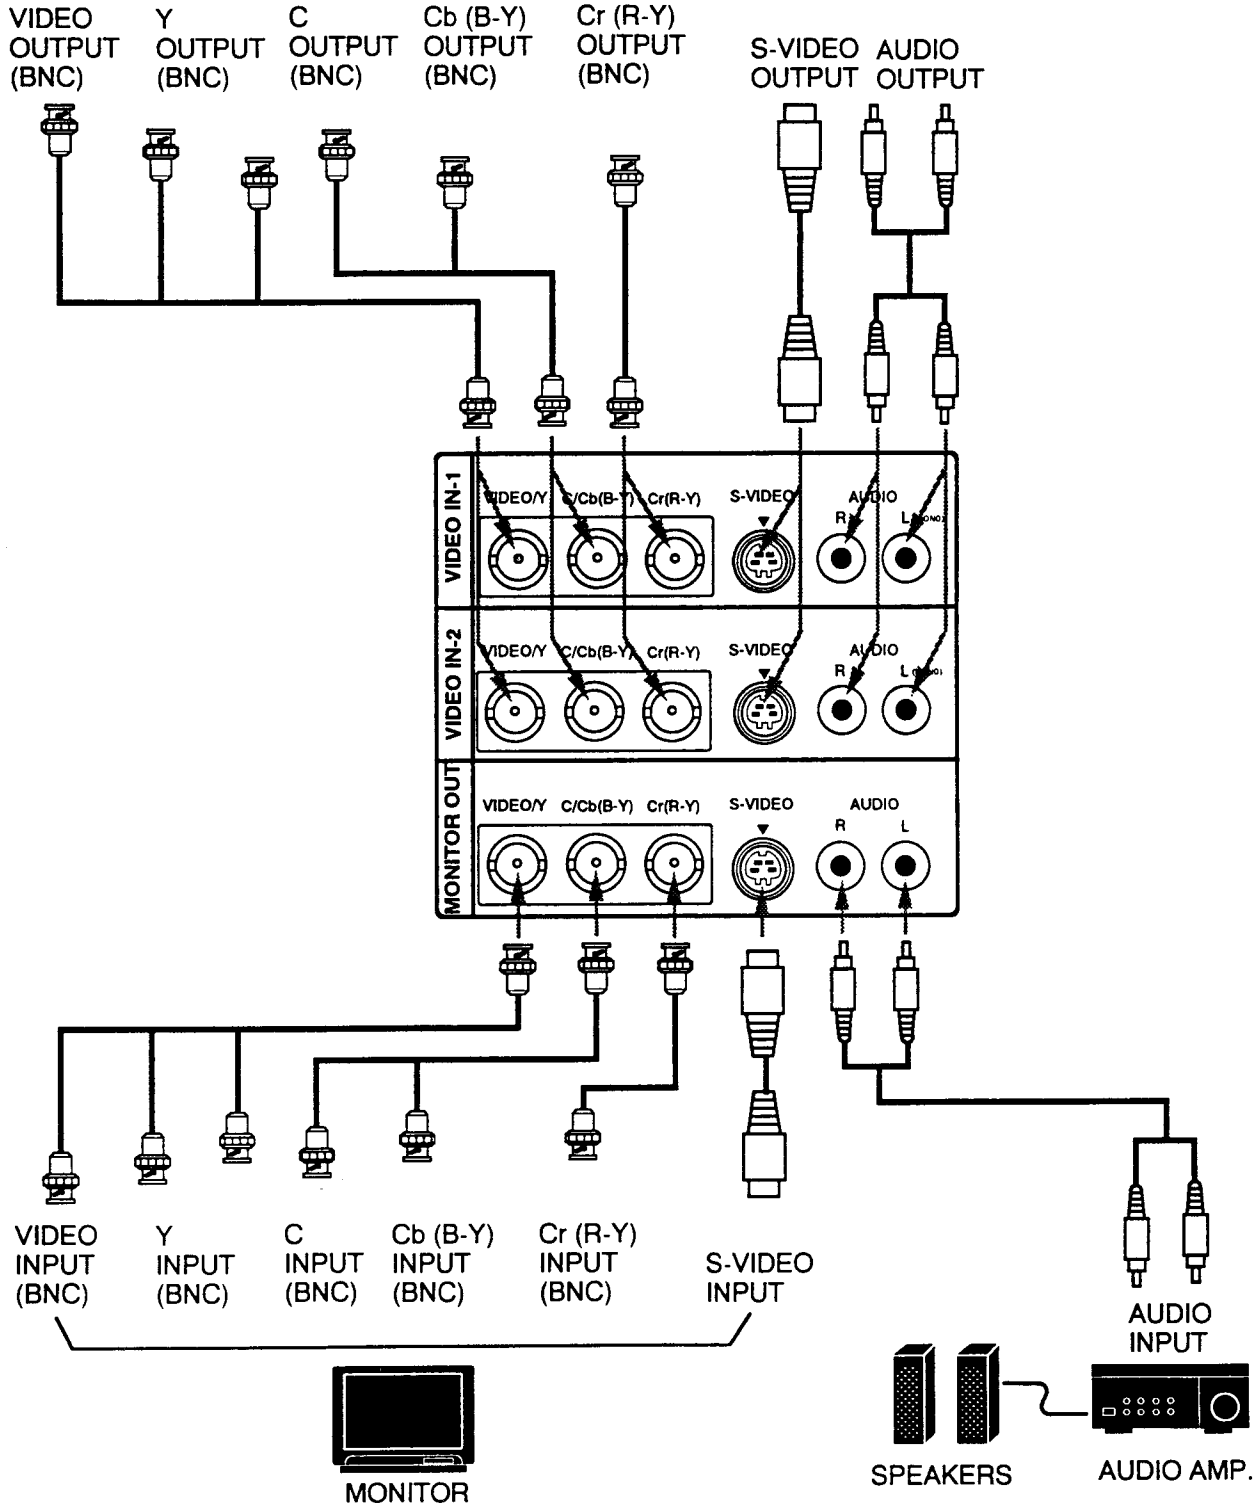 VIDEO OUTPUT (BNC)
Y OUTPUT (BNC)
C OUTPUT (BNC)
Cb (B-Y) OUTPUT (BNC)
Cr (R-Y) OUTPUT (BNC)
S-VIDEO OUTPUT
AUDIO OUTPUT
VIDEO IN-1
VIDEO/Y
C/Cb(B-Y)
Cr(R-Y)
S-VIDEO
AUDIO
R
L (MONO)
VIDEO IN-2
VIDEO/Y
C/Cb(B-Y)
Cr(R-Y)
S-VIDEO
AUDIO
R
L (MONO)
MONITOR OUT
VIDEO/Y
C/Cb(B-Y)
Cr(R-Y)
S-VIDEO
AUDIO
R
L
VIDEO INPUT (BNC)
Y INPUT (BNC)
C INPUT (BNC)
Cb (B-Y) INPUT (BNC)
Cr (R-Y) INPUT (BNC)
S-VIDEO INPUT
AUDIO INPUT
MONITOR
SPEAKERS
AUDIO AMP.